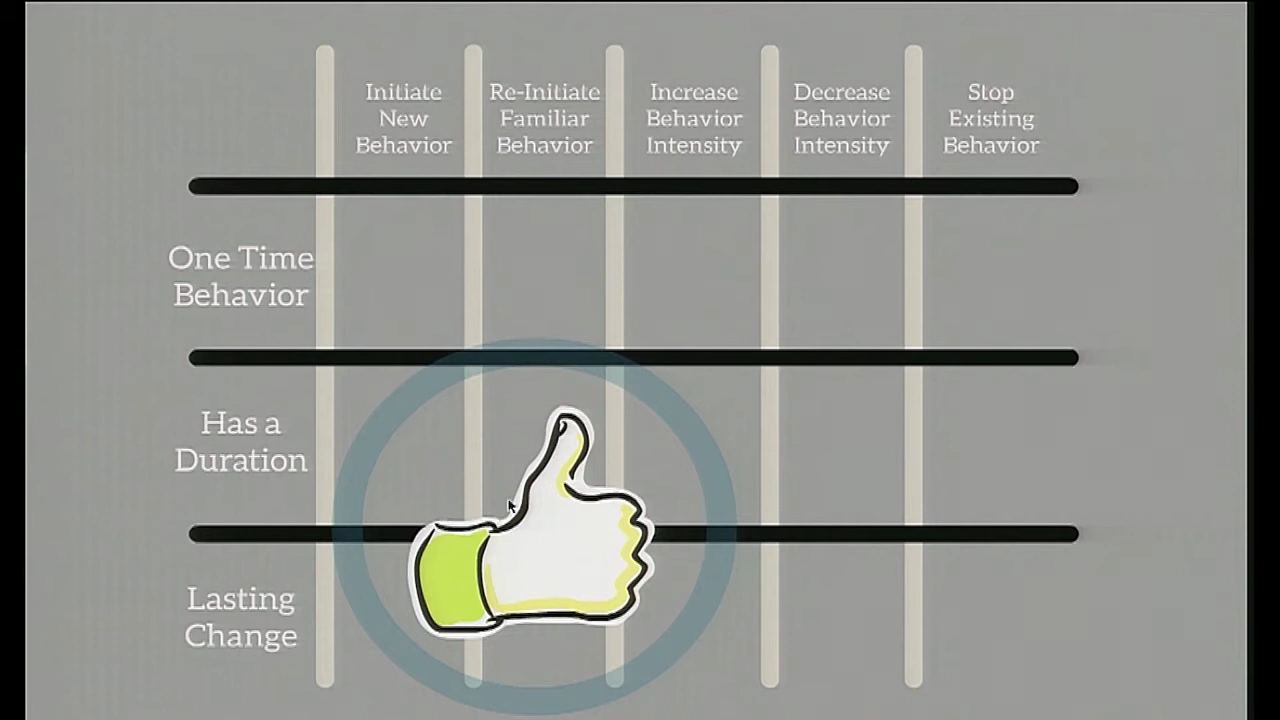 Initiate
New
Behavior
Re-Initiate
Familiar
Behavior
Increase
Behavior
Intensity
Decrease
Behavior
Intensity
Stop
Existing
Behavior
One Time
Behavior
Has a
Duration
Lasting
Change